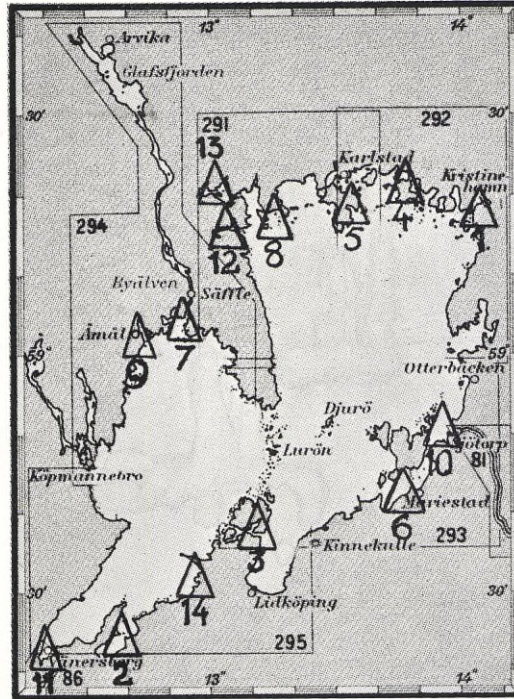 13°
14°
Arvika
Glafsfjorden
30'
30'
291
292
13
Karlstad
Kristine-
hamn
4
5
1
8
12
294
Byälven
Säffle
Åmål
7
9
59°
59°
Otterbäcken
Djurö
Lurön
10
81
Köpmannebro
Mariestad
6
3
293
Kinnekulle
30'
30'
14
Lidköping
2
295
11
86
13°
14°